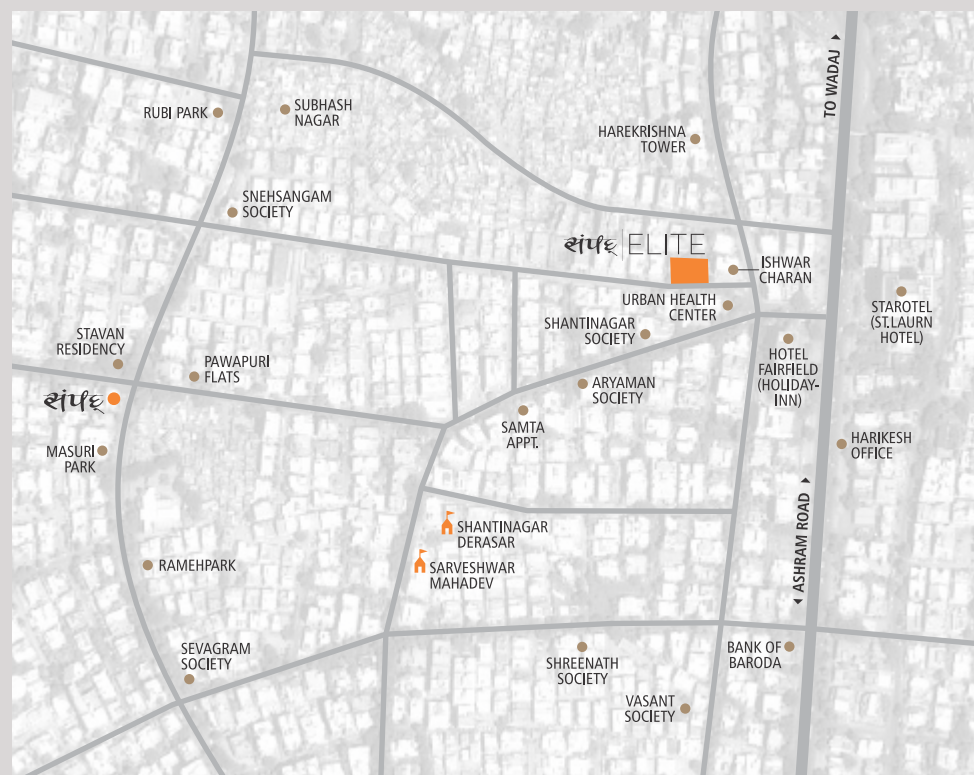 TO WADAJ
RUBI PARK
SUBHASH
NAGAR
HAREKRISHNA
TOWER
SNEHSANGAM
SOCIETY
સંપદ | ELITE
ISHWAR
CHARAN
URBAN HEALTH
CENTER
STAROTEL
(ST.LAURN
HOTEL)
SHANTINAGAR
SOCIETY
STAVAN
RESIDENCY
PAWAPURI
FLATS
HOTEL
FAIRFIELD
(HOLIDAY-
INN)
ARYAMAN
SOCIETY
સંપદ
SAMTA
APPT.
MASURI
PARK
HARIKESH
OFFICE
ASHRAM ROAD
SHANTINAGAR
DERASAR
SARVESHWAR
MAHADEV
RAMEHPARK
SEVAGRAM
SOCIETY
SHREENATH
SOCIETY
BANK OF
BARODA
VASANT
SOCIETY